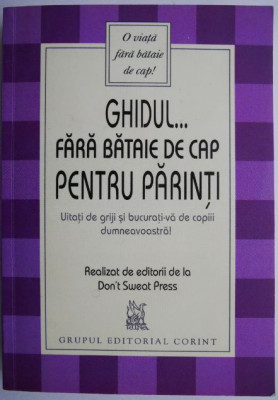 O viață
fără bătaie
de cap!
GHIDUL...
FĂRĂ BĂTAIE DE CAP
PENTRU PĂRINȚI
Uitați de griji și bucurați-vă de copiii
dumneavoastră!
Realizat de editorii de la
Don't Sweat Press
GRUPUL EDITORIAL CORINT